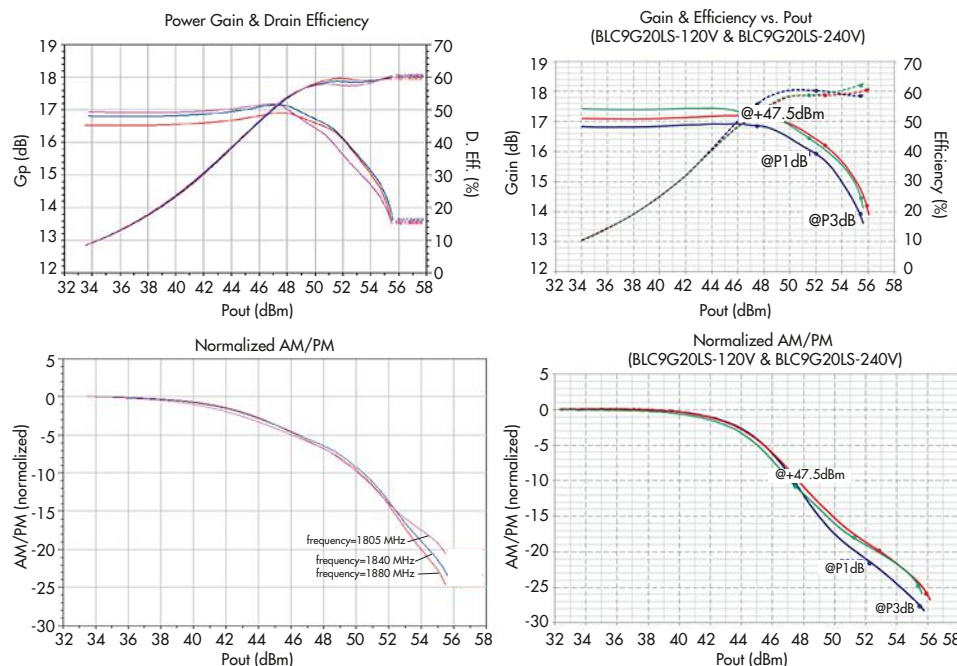 Power Gain & Drain Efficiency
19
18
17
16
15
14
13
12
Gp (dB)
70
60
50
40
30
20
10
0
D. Eff. (%)
32 34 36 38 40 42 44 46 48 50 52 54 56 58
Pout (dBm)
Gain & Efficiency vs. Pout
(BLC9G20LS-120V & BLC9G20LS-240V)
19
18
17
16
15
14
13
12
Gain (dB)
70
60
50
40
30
20
10
0
Efficiency (%)
@+47.5dBm
@P1dB
@P3dB
32 34 36 38 40 42 44 46 48 50 52 54 56 58
Pout (dBm)
Normalized AM/PM
5
0
-5
-10
-15
-20
-25
-30
AM/PM (normalized)
frequency=1805 MHz
frequency=1840 MHz
frequency=1880 MHz
32 34 36 38 40 42 44 46 48 50 52 54 56 58
Pout (dBm)
Normalized AM/PM
(BLC9G20LS-120V & BLC9G20LS-240V)
5
0
-5
-10
-15
-20
-25
-30
AM/PM (normalized)
@+47.5dBm
@P1dB
@P3dB
32 34 36 38 40 42 44 46 48 50 52 54 56 58
Pout (dBm)